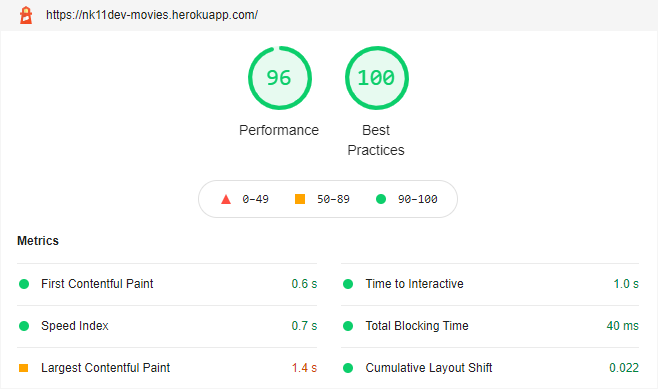 https://nk11dev-movies.herokuapp.com/
96
100
Performance
Best
Practices
0–49
50–89
90–100
Metrics
First Contentful Paint 0.6 s
Time to Interactive 1.0 s
Speed Index 0.7 s
Total Blocking Time 40 ms
Largest Contentful Paint 1.4 s
Cumulative Layout Shift 0.022